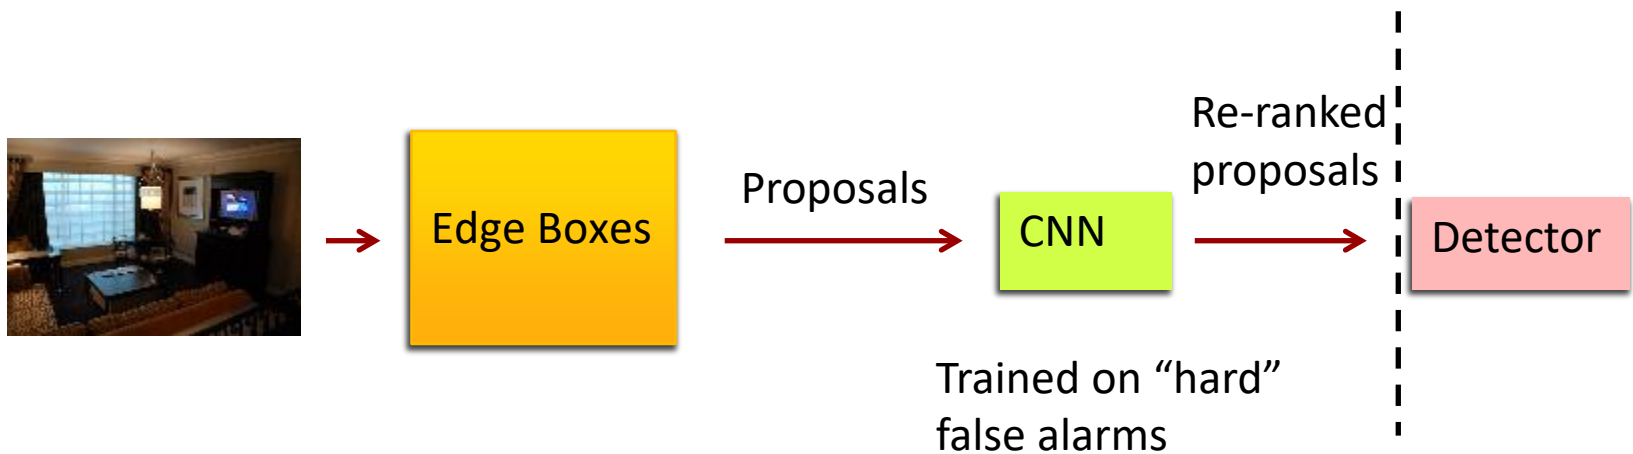 Edge Boxes
Proposals
CNN
Re-ranked
proposals
Detector
Trained on “hard”
false alarms